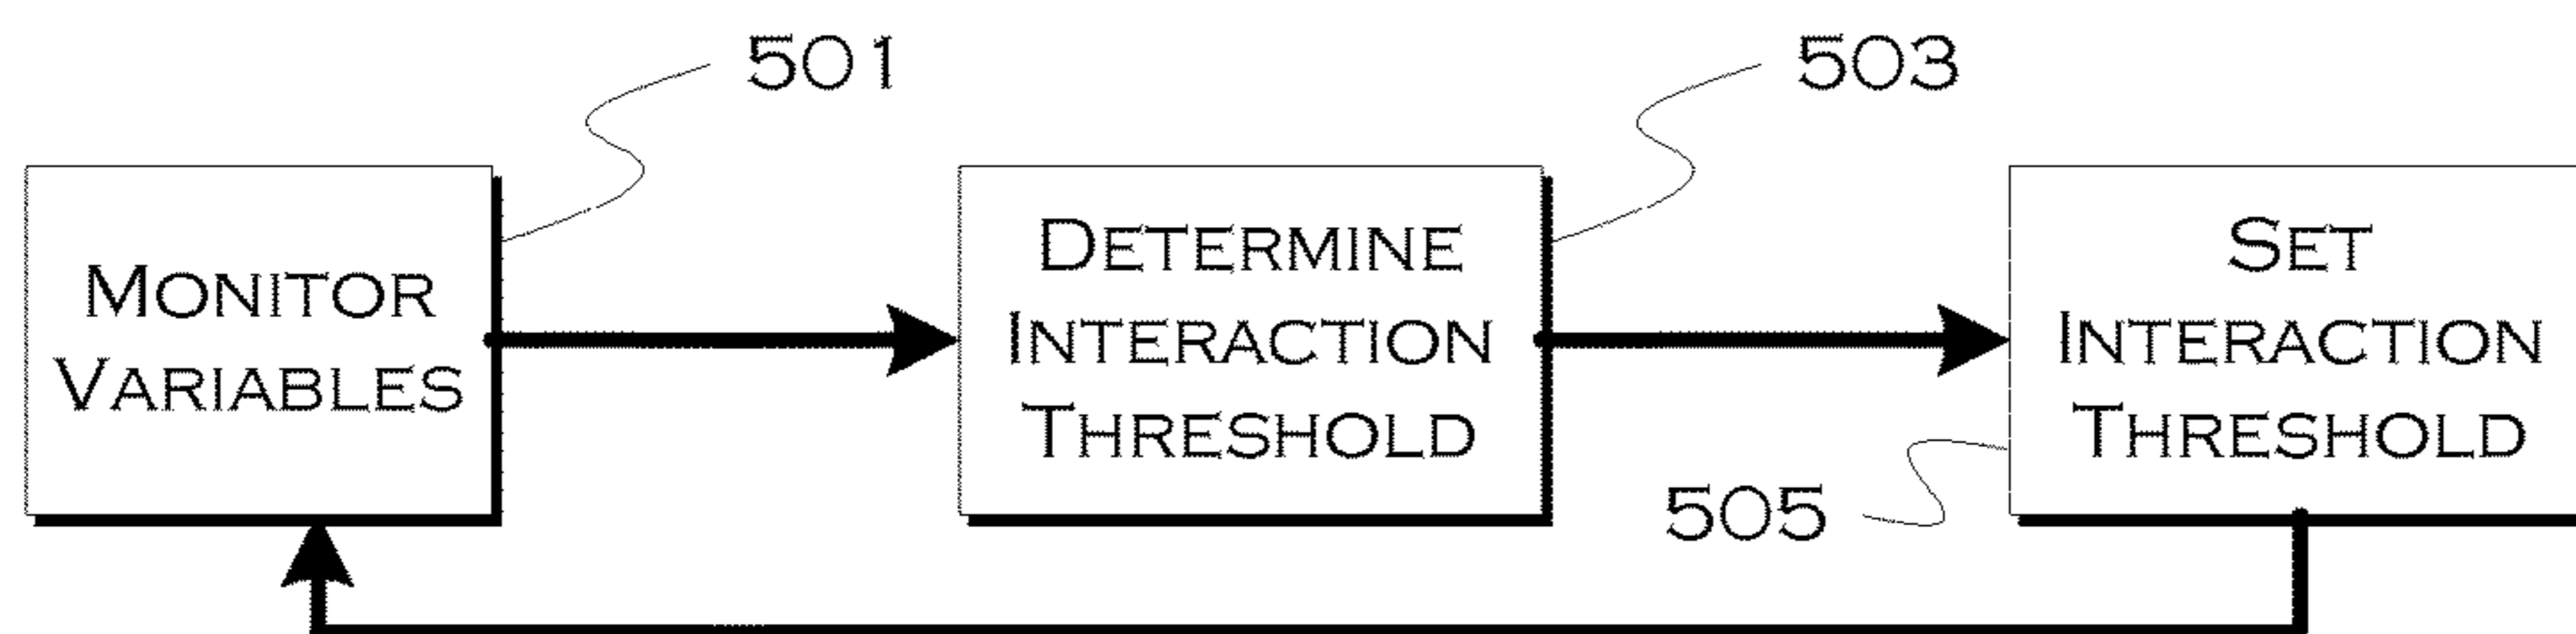 501
503
MONITOR
VARIABLES
DETERMINE
INTERACTION
THRESHOLD
SET
INTERACTION
THRESHOLD
505